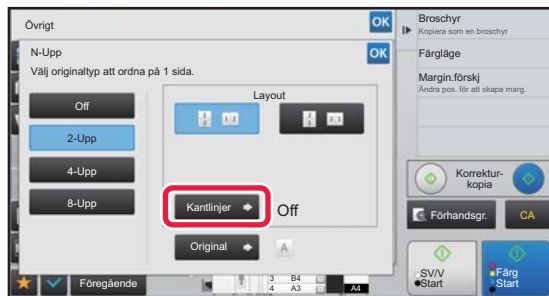 Övrigt
OK
N-Upp
OK
Välj originaltyp att ordna på 1 sida.
Off
2-Upp
4-Upp
8-Upp
Layout
Kantlinjer
Off
Original
A
Föregående
3 B4
4 A3
A4
Broschyr
Kopiera som en broschyr
Färgläge
Margin.förskj
Ändra pos. för att skapa marg.
Korrektur-
kopia
Förhandsgr.
CA
SV/V
Start
Färg
Start